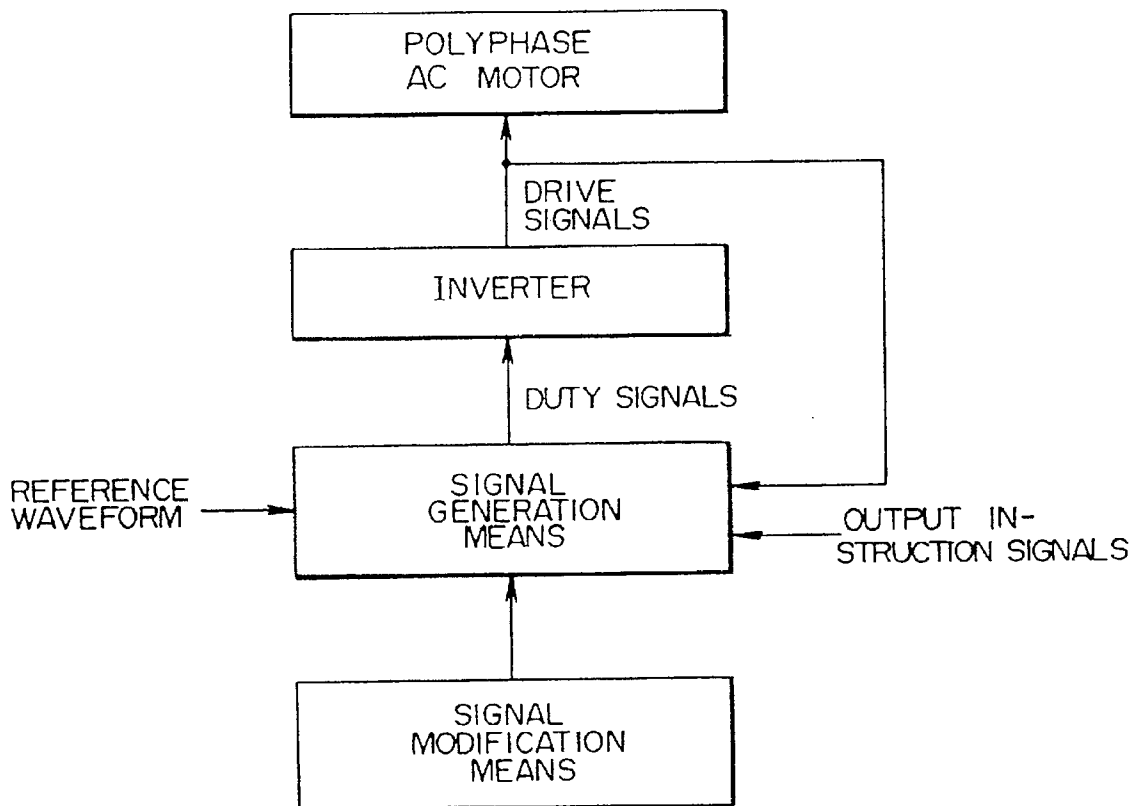 POLYPHASE
AC MOTOR
DRIVE
SIGNALS
INVERTER
DUTY SIGNALS
REFERENCE
WAVEFORM
SIGNAL
GENERATION
MEANS
OUTPUT IN-
STRUCTION SIGNALS
SIGNAL
MODIFICATION
MEANS